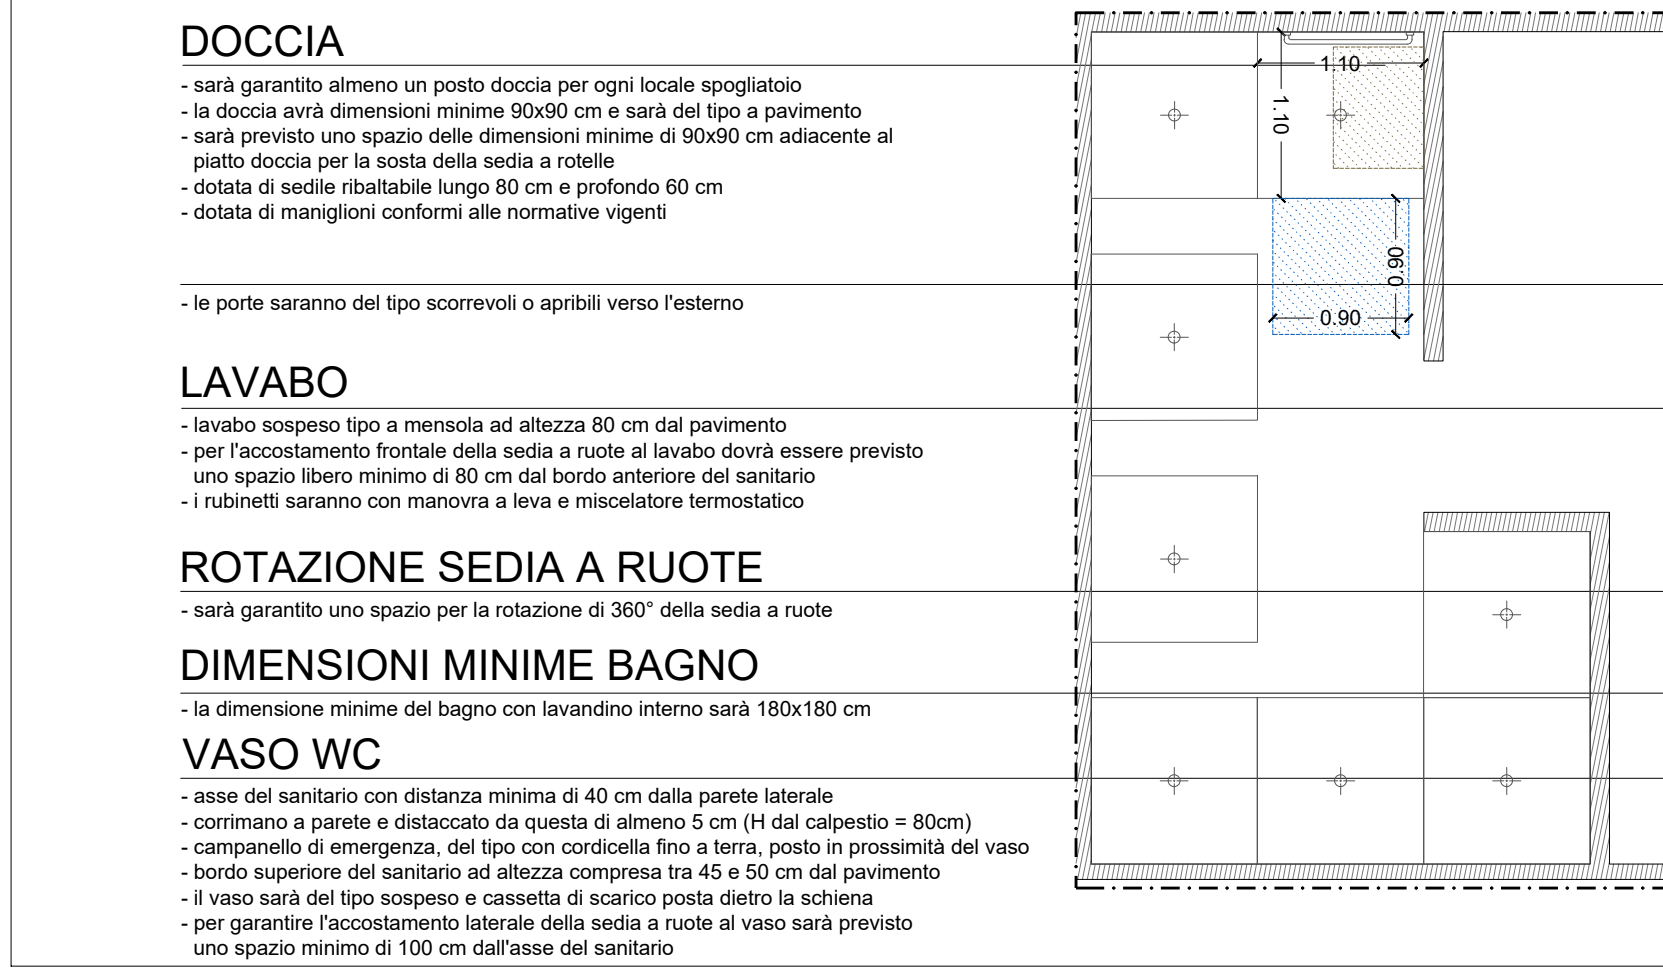 DOCCIA
- sarà garantito almeno un posto doccia per ogni locale spogliatoio
- la doccia avrà dimensioni minime 90x90 cm e sarà del tipo a pavimento
- sarà previsto uno spazio delle dimensioni minime di 90x90 cm adiacente al
piatto doccia per la sosta della sedia a rotelle
- dotata di sedile ribaltabile lungo 80 cm e profondo 60 cm
- dotata di maniglioni conformi alle normative vigenti
- le porte saranno del tipo scorrevoli o apribili verso l'esterno
LAVABO
- lavabo sospeso tipo a mensola ad altezza 80 cm dal pavimento
- per l'accostamento frontale della sedia a ruote al lavabo dovrà essere previsto
uno spazio libero minimo di 80 cm dal bordo anteriore del sanitario
- i rubinetti saranno con manovra a leva e miscelatore termostatico
ROTAZIONE SEDIA A RUOTE
- sarà garantito uno spazio per la rotazione di 360° della sedia a ruote
DIMENSIONI MINIME BAGNO
- la dimensione minime del bagno con lavandino interno sarà 180x180 cm
VASO WC
- asse del sanitario con distanza minima di 40 cm dalla parete laterale
- corrimano a parete e distaccato da questa di almeno 5 cm (H dal calpestio = 80cm)
- campanello di emergenza, del tipo con cordicella fino a terra, posto in prossimità del vaso
- bordo superiore del sanitario ad altezza compresa tra 45 e 50 cm dal pavimento
- il vaso sarà del tipo sospeso e cassetta di scarico posta dietro la schiena
- per garantire l'accostamento laterale della sedia a ruote al vaso sarà previsto
uno spazio minimo di 100 cm dall'asse del sanitario
1.10
1.10
0.90
0.90